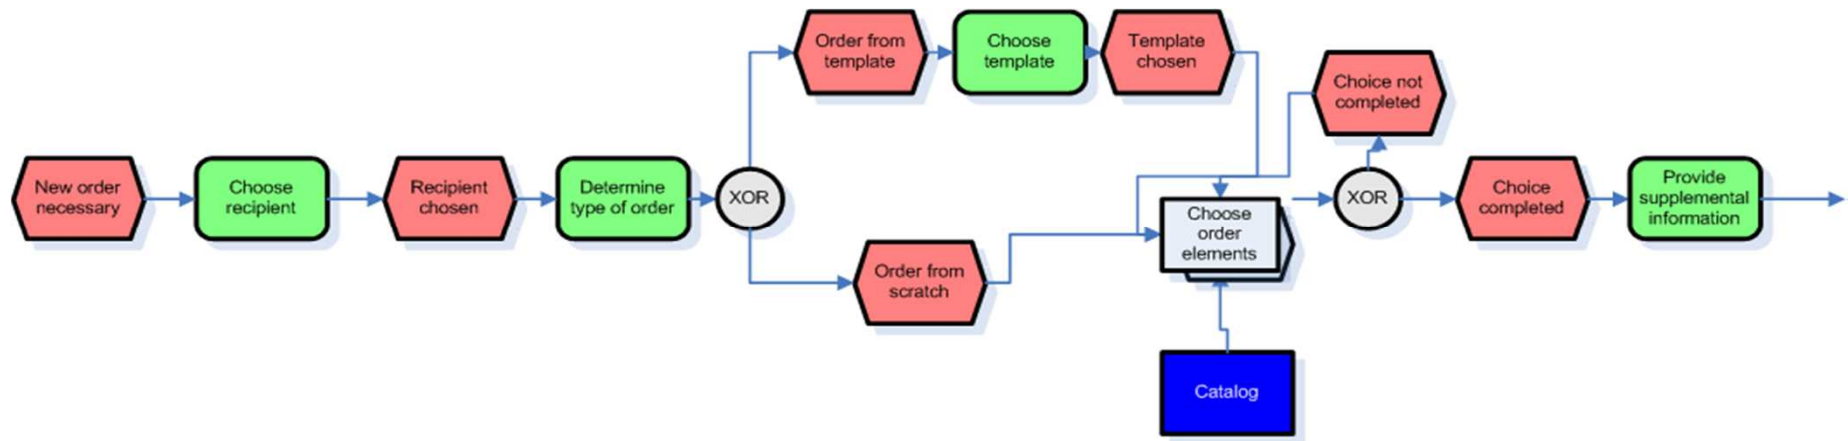 New order
necessary
Choose
recipient
Recipient
chosen
Determine
type of order
XOR
Order from
template
Choose
template
Template
chosen
Order from
scratch
Choose
order
elements
Catalog
XOR
Choice not
completed
Choice
completed
Provide
supplemental
information